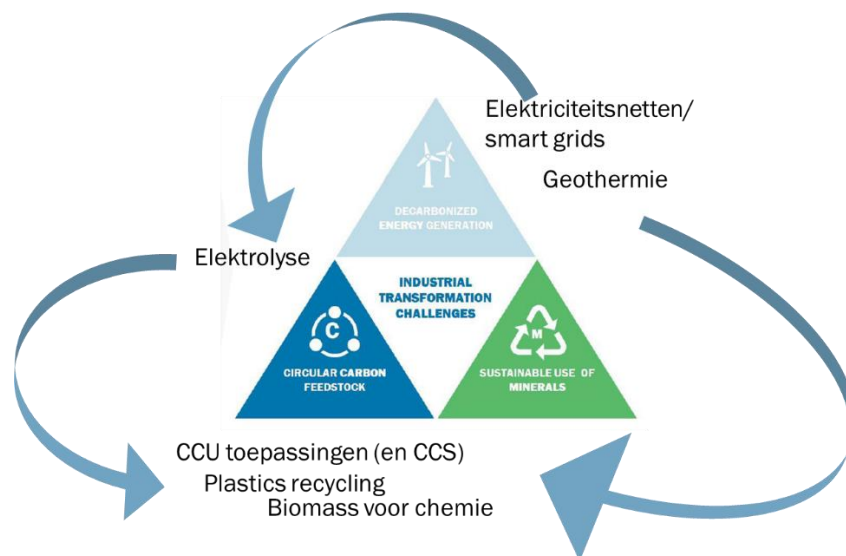 Elektriciteitsnetten/
smart grids
Geothermie
DECARBONIZED
ENERGY GENERATION
Elektrolyse
INDUSTRIAL
TRANSFORMATION
CHALLENGES
C
CIRCULAR CARBON
FEEDSTOCK
M
SUSTAINABLE USE OF
MINERALS
CCU toepassingen (en CCS)
Plastics recycling
Biomass voor chemie